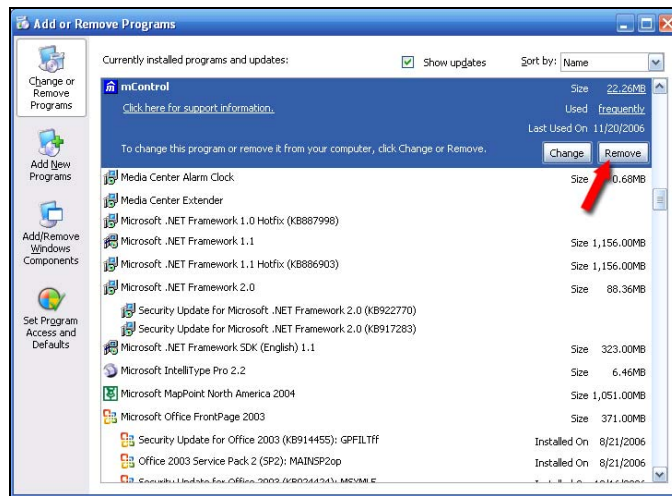 Add or Remove Programs
Change or
Remove
Programs
Add New
Programs
Add/Remove
Windows
Components
Set Program
Access and
Defaults
Currently installed programs and updates: Show updates Sort by: Name
mControl Size 22.26MB
Click here for support information. Used frequently
Last Used On 11/20/2006
To change this program or remove it from your computer, click Change or Remove. Change Remove
Media Center Alarm Clock Size 0.68MB
Media Center Extender
Microsoft .NET Framework 1.0 Hotfix (KB887998)
Microsoft .NET Framework 1.1 Size 1,156.00MB
Microsoft .NET Framework 1.1 Hotfix (KB886903) Size 1,156.00MB
Microsoft .NET Framework 2.0 Size 88.36MB
Security Update for Microsoft .NET Framework 2.0 (KB922770)
Security Update for Microsoft .NET Framework 2.0 (KB917283)
Microsoft .NET Framework SDK (English) 1.1 Size 323.00MB
Microsoft IntelliType Pro 2.2 Size 6.46MB
Microsoft MapPoint North America 2004 Size 1,051.00MB
Microsoft Office FrontPage 2003 Size 371.00MB
Security Update for Office 2003 (KB914455): GPFILTff Installed On 8/21/2006
Office 2003 Service Pack 2 (SP2): MAINSP2op Installed On 8/21/2006
Security Update for Office 2003